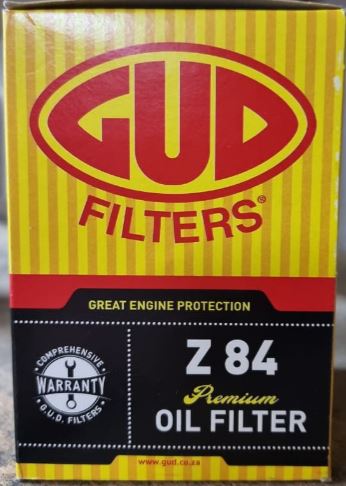 GUD
FILTERS®
GREAT ENGINE PROTECTION
COMPREHENSIVE
WARRANTY
G.U.D. FILTERS
Z 84
Premium
OIL FILTER
www.gud.co.za